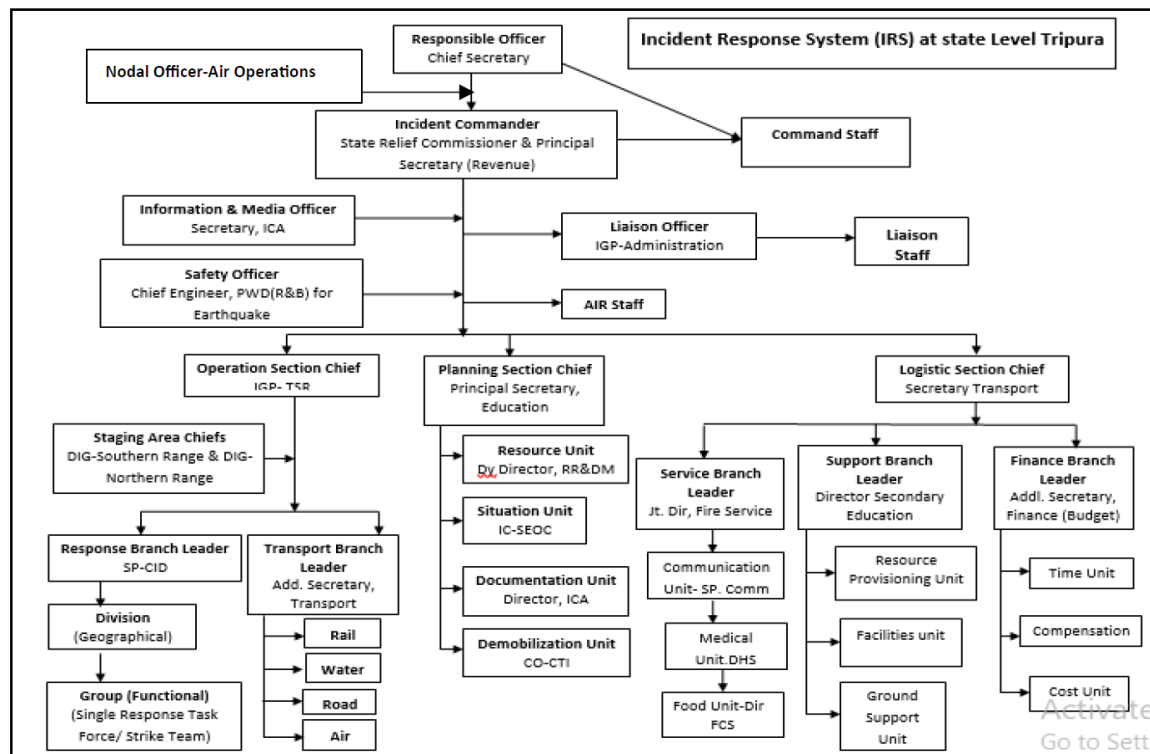 Responsible Officer
Chief Secretary
Incident Response System (IRS) at state Level Tripura
Nodal Officer-Air Operations
Incident Commander
State Relief Commissioner & Principal
Secretary (Revenue)
Command Staff
Information & Media Officer
Secretary, ICA
Liaison Officer
IGP-Administration
Liaison
Staff
Safety Officer
Chief Engineer, PWD(R&B) for
Earthquake
AIR Staff
Operation Section Chief
IGP- TSR
Planning Section Chief
Principal Secretary,
Education
Logistic Section Chief
Secretary Transport
Staging Area Chiefs
DIG-Southern Range & DIG-
Northern Range
Resource Unit
Dy Director, RR&DM
Situation Unit
IC-SEOC
Documentation Unit
Director, ICA
Demobilization Unit
CO-CTI
Service Branch
Leader
Jt. Dir, Fire Service
Support Branch
Leader
Director Secondary
Education
Finance Branch
Leader
Addl. Secretary,
Finance (Budget)
Response Branch Leader
SP-CID
Transport Branch
Leader
Add. Secretary,
Transport
Division
(Geographical)
Group (Functional)
(Single Response Task
Force/ Strike Team)
Rail
Water
Road
Air
Communication
Unit- SP. Comm
Medical
Unit.DHS
Food Unit-Dir
FCS
Resource
Provisioning Unit
Facilities unit
Ground
Support
Unit
Time Unit
Compensation
Cost Unit
Activate
Go to Sett